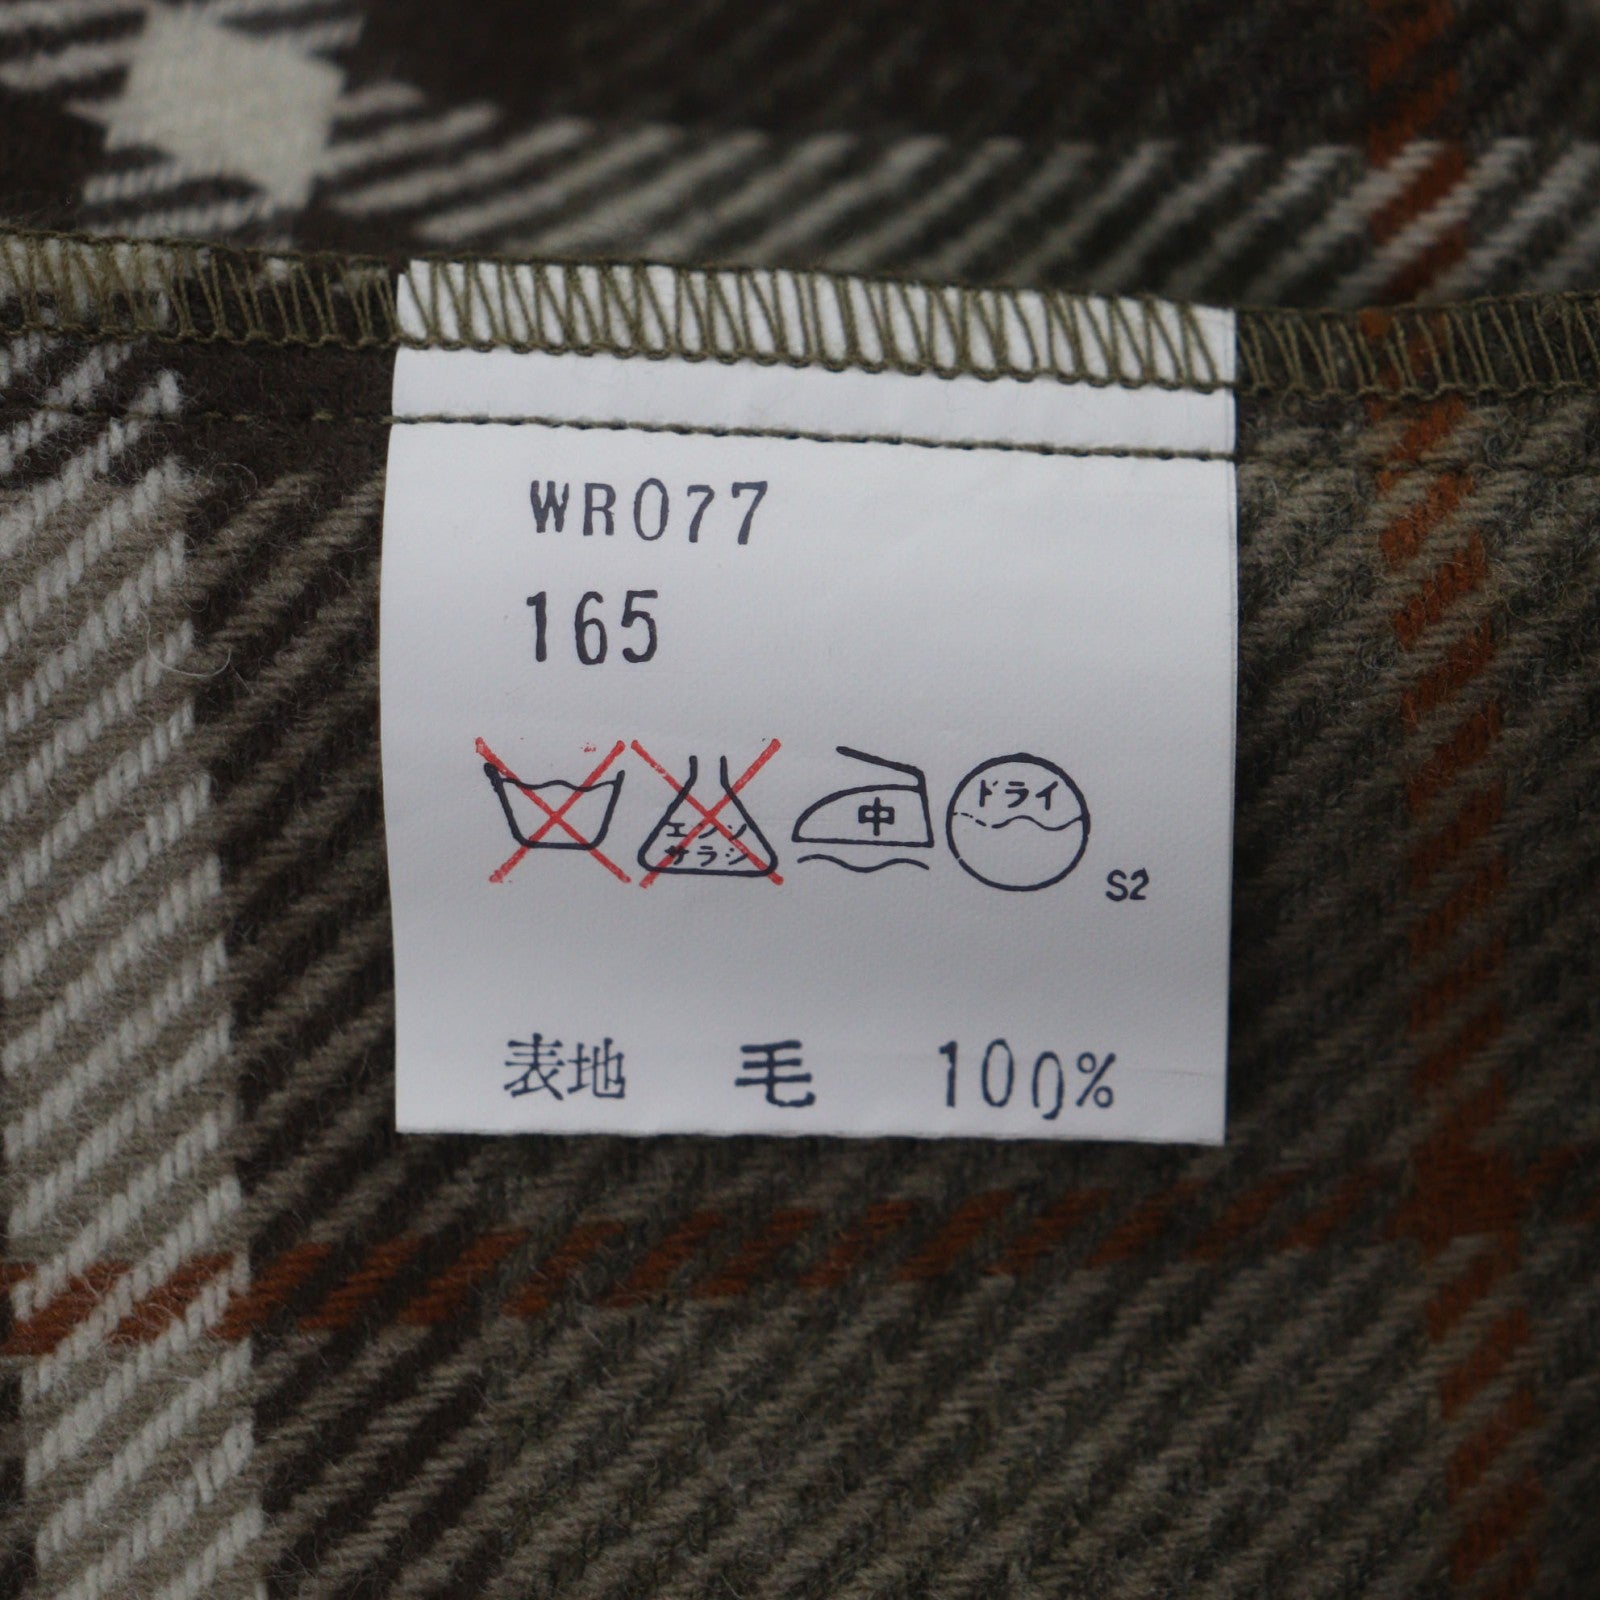 WR077
165
エンソ
サラシ
中
ドライ
S2
表地 毛 100%